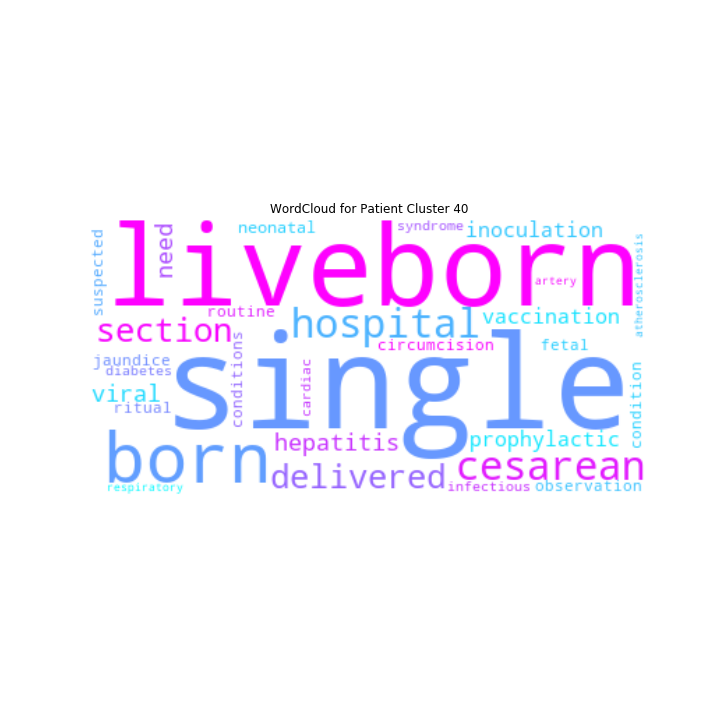 WordCloud for Patient Cluster 40
liveborn
single
suspected
need
neonatal
syndrome
inoculation
artery
atherosclerosis
routine
section
hospital
vaccination
circumcision
fetal
jaundice
diabetes
conditions
cardiac
condition
viral
ritual
born
hepatitis
prophylactic
delivered
cesarean
respiratory
infectious
observation